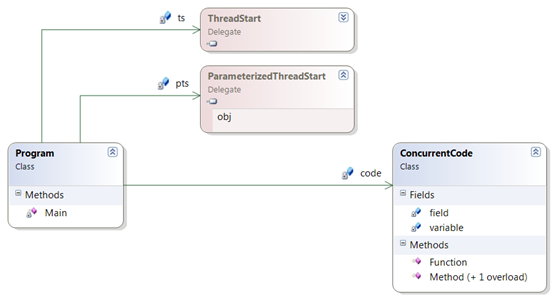 ts
ThreadStart
Delegate
pts
ParameterizedThreadStart
Delegate
obj
Program
Class
Methods
Main
code
ConcurrentCode
Class
Fields
field
variable
Methods
Function
Method (+ 1 overload)